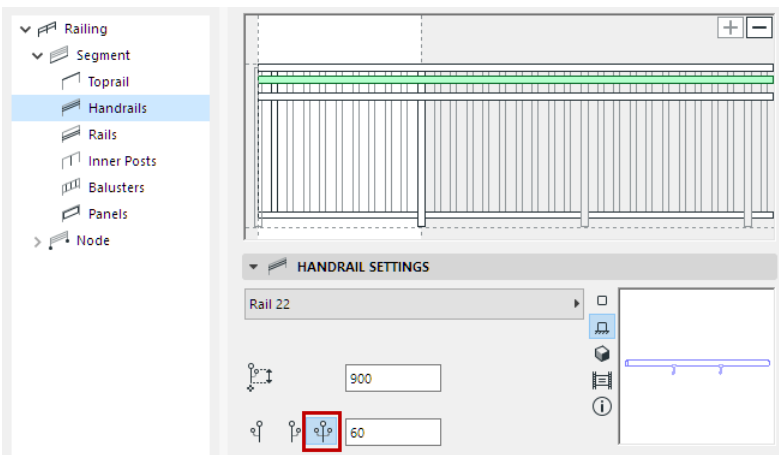 Railing
Segment
Toprail
Handrails
Rails
Inner Posts
Balusters
Panels
Node
HANDRAIL SETTINGS
Rail 22
900
60